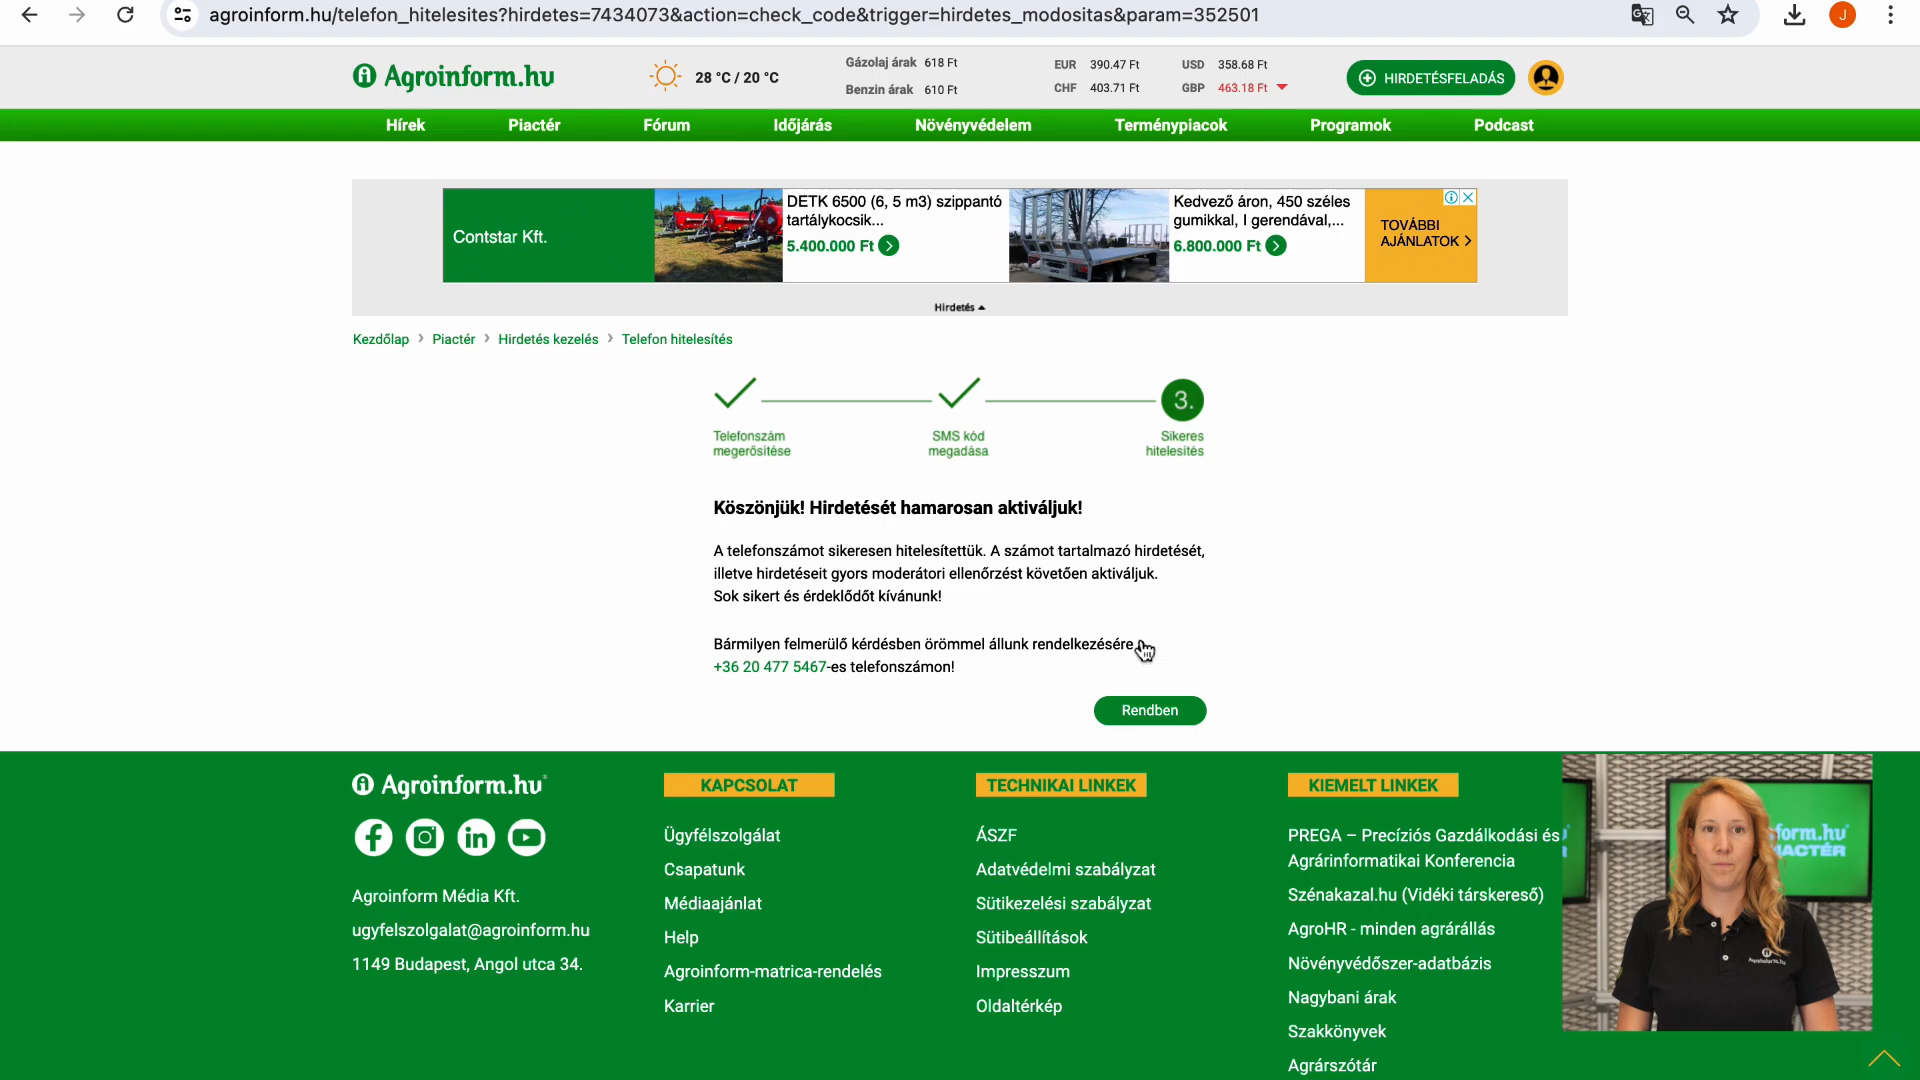 agroinform.hu/telefon_hitelesites?hirdetes=7434073&action=check_code&trigger=hirdetes_modositas&param=352501
J
Agroinform.hu
28 °C / 20 °C
Gázolaj árak 618 Ft
Benzin árak 610 Ft
EUR 390.47 Ft USD 358.68 Ft
CHF 403.71 Ft GBP 463.18 Ft
HIRDETÉSFELADÁS
Hírek Piactér Fórum Időjárás Növényvédelem Terménypiacok Programok Podcast
Contstar Kft.
DETK 6500 (6, 5 m3) szippantó
tartálykocsik...
5.400.000 Ft
Kedvező áron, 450 széles
gumikkal, I gerendával,...
6.800.000 Ft
TOVÁBBI
AJÁNLATOK
Hirdetés
Kezdőlap › Piactér › Hirdetés kezelés › Telefon hitelesítés
3.
Telefonszám
megerősítése
SMS kód
megadása
Sikeres
hitelesítés
Köszönjük! Hirdetését hamarosan aktiváljuk!
A telefonszámot sikeresen hitelesítettük. A számot tartalmazó hirdetését,
illetve hirdetéseit gyors moderátori ellenőrzést követően aktiváljuk.
Sok sikert és érdeklődőt kívánunk!
Bármilyen felmerülő kérdésben örömmel állunk rendelkezésére
+36 20 477 5467-es telefonszámon!
Rendben
Agroinform.hu
Agroinform Média Kft.
ugyfelszolgalat@agroinform.hu
1149 Budapest, Angol utca 34.
KAPCSOLAT
Ügyfélszolgálat
Csapatunk
Médiaajánlat
Help
Agroinform-matrica-rendelés
Karrier
TECHNIKAI LINKEK
ÁSZF
Adatvédelmi szabályzat
Sütikezelési szabályzat
Sütibeállítások
Impresszum
Oldaltérkép
KIEMELT LINKEK
PREGA – Precíziós Gazdálkodási és
Agrárinformatikai Konferencia
Szénakazal.hu (Vidéki társkereső)
AgroHR - minden agrárállás
Növényvédőszer-adatbázis
Nagybani árak
Szakkönyvek
Agrárszótár
form.hu
ACTÉR
Agroinform.hu